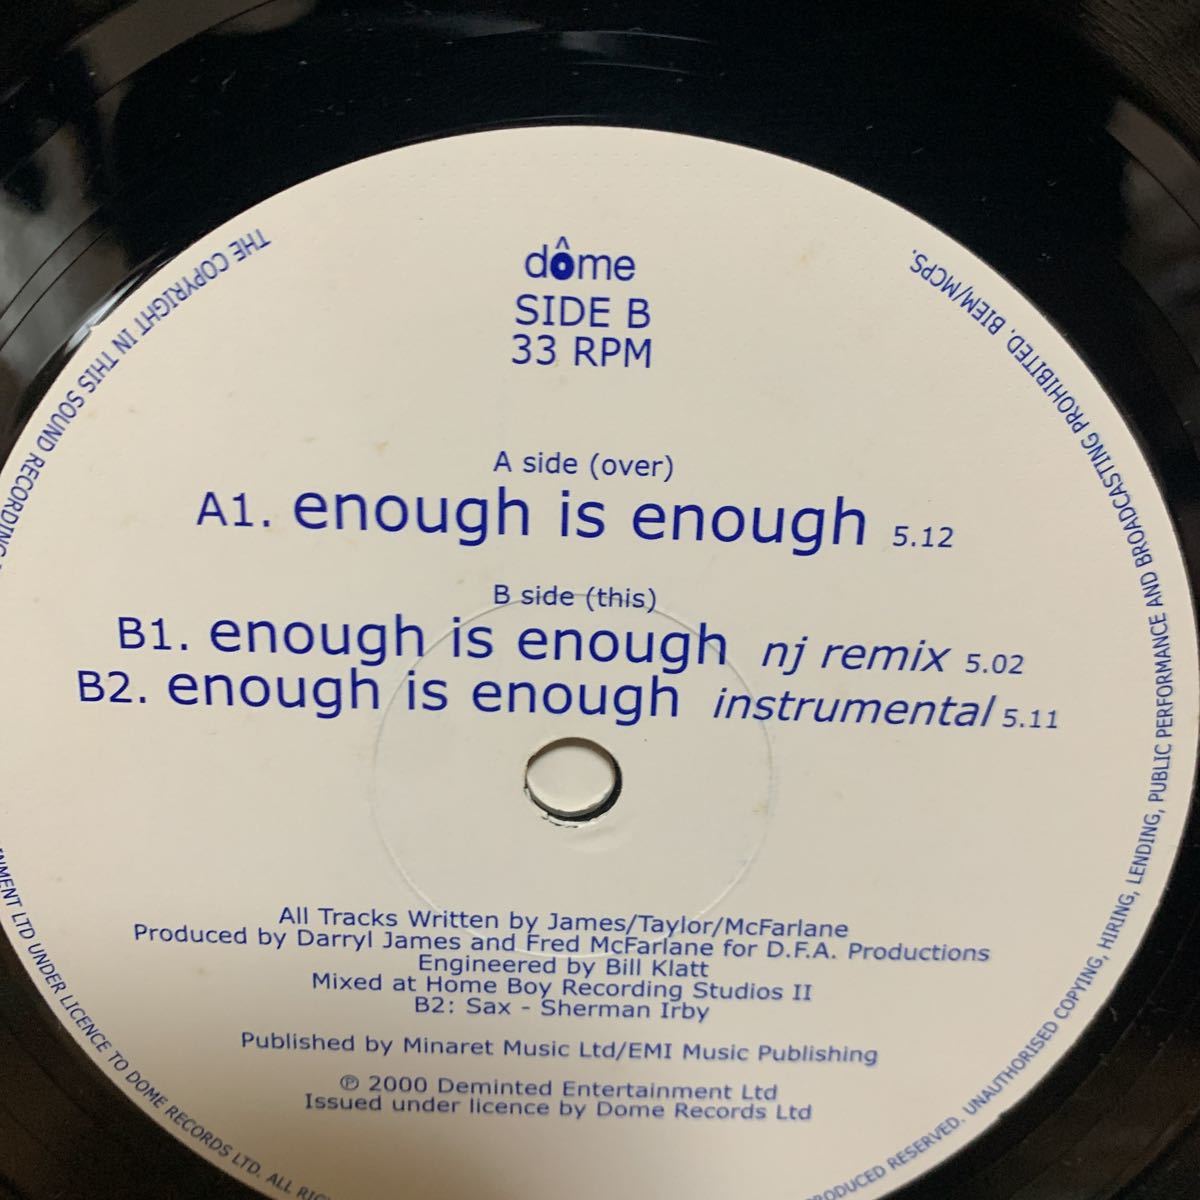 dôme
SIDE B
33 RPM
A side (over)
A1. enough is enough 5.12
B side (this)
B1. enough is enough nj remix 5.02
B2. enough is enough instrumental 5.11
All Tracks Written by James/Taylor/McFarlane
Produced by Darryl James and Fred McFarlane for D.F.A. Productions
Engineered by Bill Klatt
Mixed at Home Boy Recording Studios II
B2: Sax - Sherman Irby
Published by Minaret Music Ltd/EMI Music Publishing
℗ 2000 Deminted Entertainment Ltd
Issued under licence by Dome Records Ltd
THE COPYRIGHT IN THIS SOUND RECORDING
LTD UNDER LICENCE TO DOME RECORDS LTD. ALL
RESERVED. UNAUTHORISED COPYING, HIRING, LENDING, PUBLIC PERFORMANCE AND BROADCASTING PROHIBITED. BIEM/MCPS.